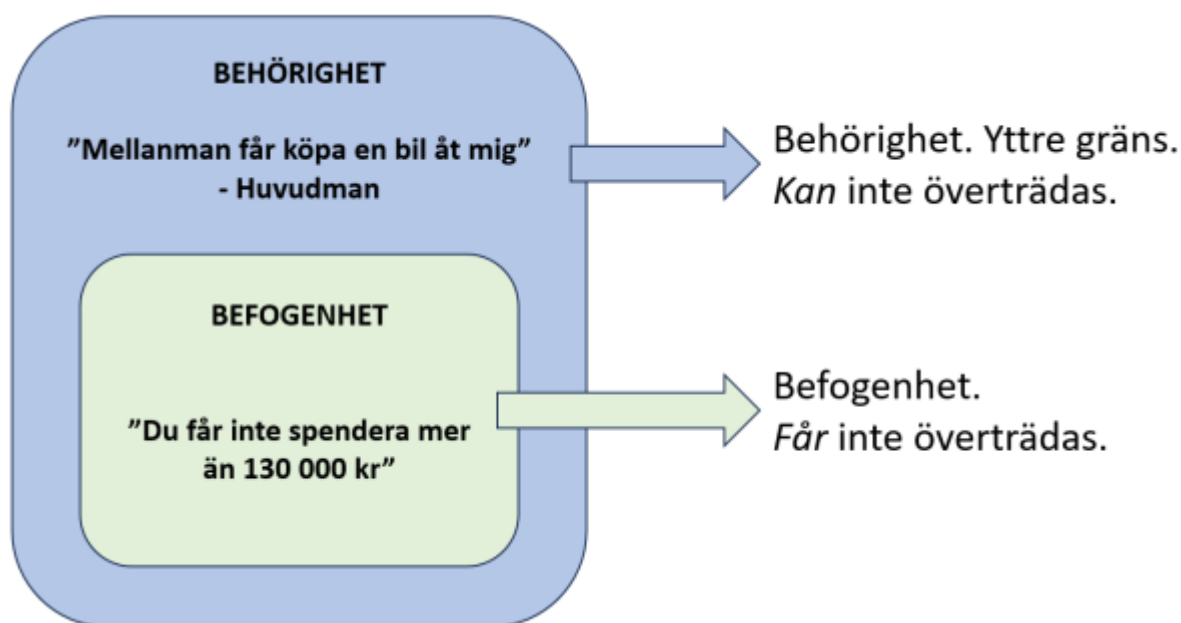 BEHÖRIGHET
”Mellanman får köpa en bil åt mig”
- Huvudman
Behörighet. Yttre gräns.
Kan inte överträdas.
BEFOGENHET
”Du får inte spendera mer
än 130 000 kr”
Befogenhet.
Får inte överträdas.